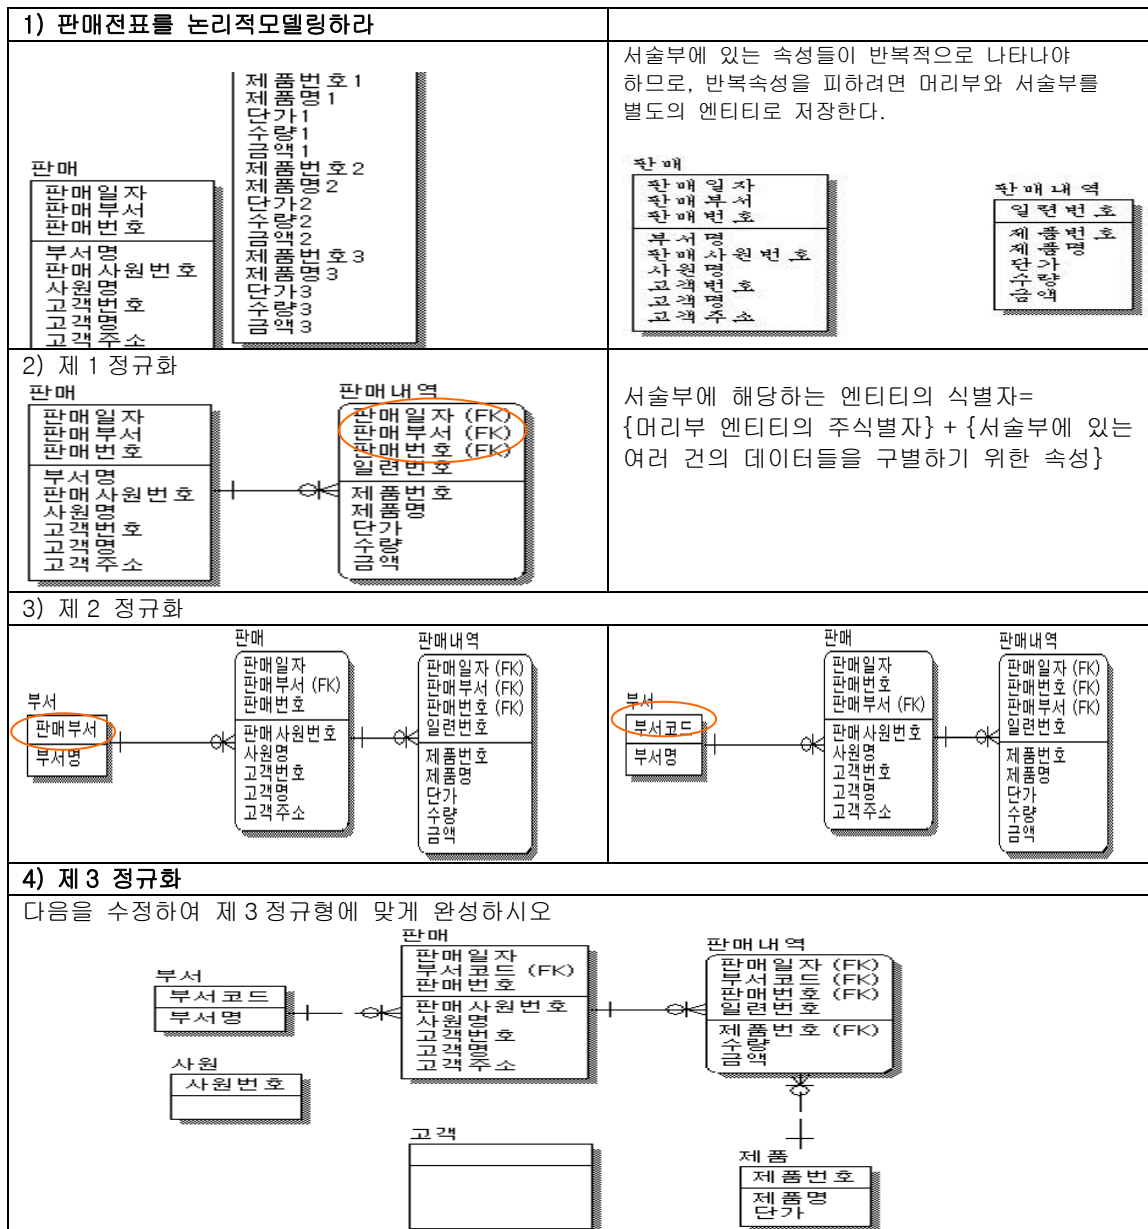 1) 판매전표를 논리적모델링하라
판매
판매일자
판매부서
판매번호
부서명
판매사원번호
사원명
고객번호
고객명
고객주소
제품번호1
제품명1
단가1
수량1
금액1
제품번호2
제품명2
단가2
수량2
금액2
제품번호3
제품명3
단가3
수량3
금액3
서술부에 있는 속성들이 반복적으로 나타나야
하므로, 반복속성을 피하려면 머리부와 서술부를
별도의 엔티티로 저장한다.
판매
판매일자
판매부서
판매번호
부서명
판매사원번호
사원명
고객번호
고객명
고객주소
판매내역
일련번호
제품번호
제품명
단가
수량
금액
2) 제 1 정규화
판매
판매일자
판매부서
판매번호
부서명
판매사원번호
사원명
고객번호
고객명
고객주소
판매내역
판매일자 (FK)
판매부서 (FK)
판매번호 (FK)
일련번호
제품번호
제품명
단가
수량
금액
서술부에 해당하는 엔티티의 식별자=
{머리부 엔티티의 주식별자} + {서술부에 있는
여러 건의 데이터들을 구별하기 위한 속성}
3) 제 2 정규화
부서
판매부서
부서명
판매
판매일자
판매부서 (FK)
판매번호
판매사원번호
사원명
고객번호
고객명
고객주소
판매내역
판매일자 (FK)
판매부서 (FK)
판매번호 (FK)
일련번호
제품번호
제품명
단가
수량
금액
부서
부서코드
부서명
판매
판매일자
판매번호
판매부서 (FK)
판매사원번호
사원명
고객번호
고객명
고객주소
판매내역
판매일자 (FK)
판매번호 (FK)
판매부서 (FK)
일련번호
제품번호
제품명
단가
수량
금액
4) 제 3 정규화
다음을 수정하여 제 3 정규형에 맞게 완성하시오
부서
부서코드
부서명
사원
사원번호
판매
판매일자
부서코드 (FK)
판매번호
판매사원번호
사원명
고객번호
고객명
고객주소
고객
판매내역
판매일자 (FK)
부서코드 (FK)
판매번호 (FK)
일련번호
제품번호 (FK)
수량
금액
제품
제품번호
제품명
단가